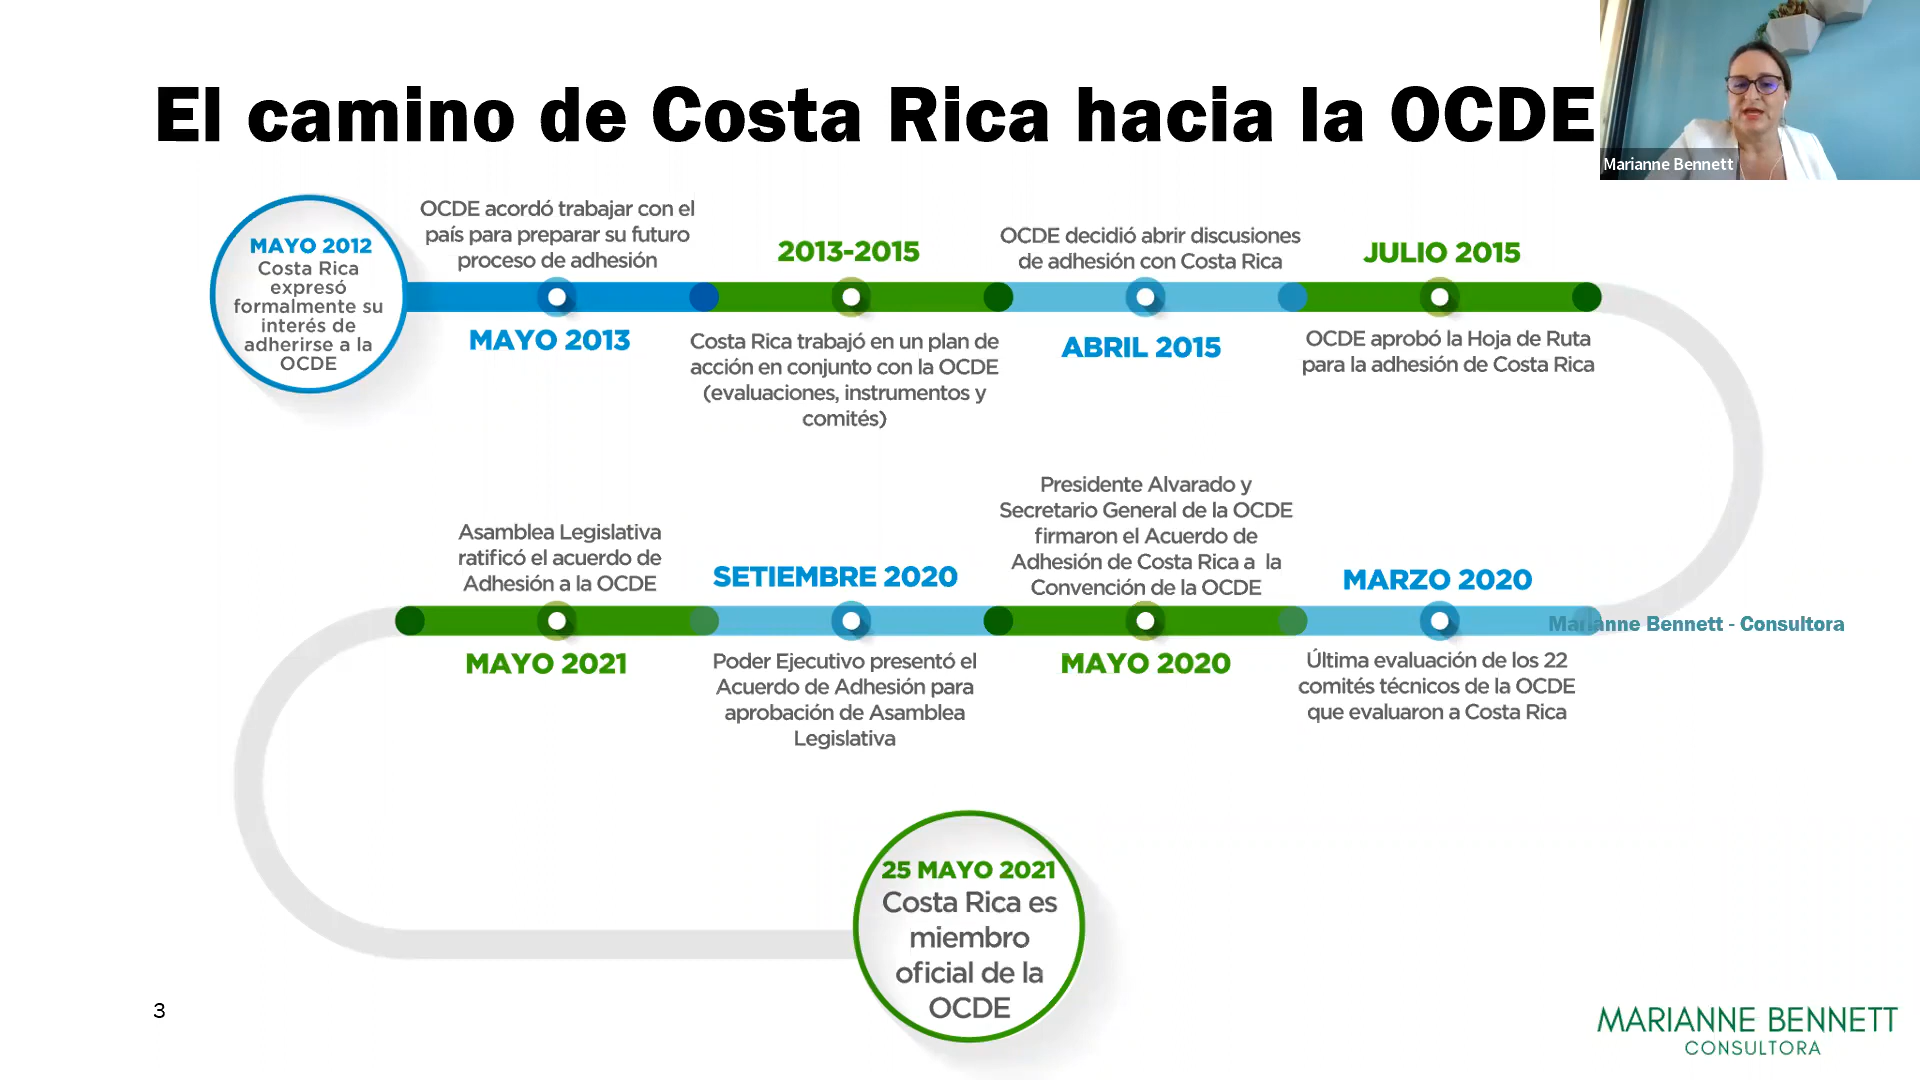 El camino de Costa Rica hacia la OCDE
Marianne Bennett
MAYO 2012
Costa Rica
expresó
formalmente su
interés de
adherirse a la
OCDE
OCDE acordó trabajar con el
país para preparar su futuro
proceso de adhesión
MAYO 2013
2013-2015
Costa Rica trabajó en un plan de
acción en conjunto con la OCDE
(evaluaciones, instrumentos y
comités)
OCDE decidió abrir discusiones
de adhesión con Costa Rica
ABRIL 2015
JULIO 2015
OCDE aprobó la Hoja de Ruta
para la adhesión de Costa Rica
MARZO 2020
Marianne Bennett - Consultora
Última evaluación de los 22
comités técnicos de la OCDE
que evaluaron a Costa Rica
Presidente Alvarado y
Secretario General de la OCDE
firmaron el Acuerdo de
Adhesión de Costa Rica a la
Convención de la OCDE
MAYO 2020
SETIEMBRE 2020
Poder Ejecutivo presentó el
Acuerdo de Adhesión para
aprobación de Asamblea
Legislativa
Asamblea Legislativa
ratificó el acuerdo de
Adhesión a la OCDE
MAYO 2021
25 MAYO 2021
Costa Rica es
miembro
oficial de la
OCDE
3
MARIANNE BENNETT
CONSULTORA